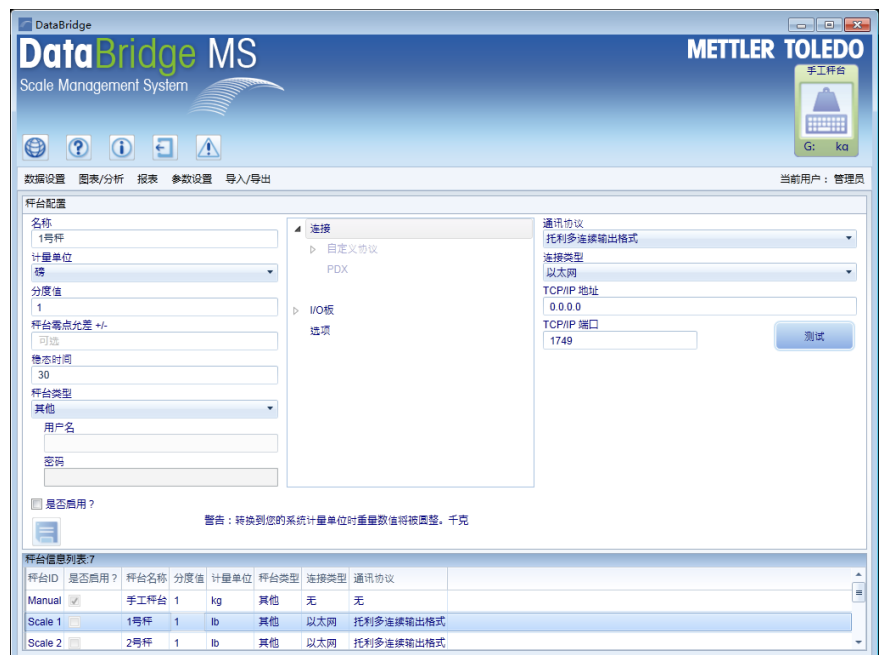 DataBridge
DataBridge MS
Scale Management System
METTLER TOLEDO
手工秤台
G: kg
数据设置 图表/分析 报表 参数设置 导入/导出 当前用户： 管理员
秤台配置
名称
1号秤
计量单位
磅
分度值
1
秤台零点允差 +/-
可选
稳态时间
30
秤台类型
其他
用户名
密码
是否启用？
连接
自定义协议
PDX
I/O板
选项
通讯协议
托利多连续输出格式
连接类型
以太网
TCP/IP 地址
0.0.0.0
TCP/IP 端口
1749
测试
警告：转换到您的系统计量单位时重量数值将被圆整。千克
秤台信息列表:7
秤台ID 是否启用？ 秤台名称 分度值 计量单位 秤台类型 连接类型 通讯协议
Manual 手工秤台 1 kg 其他 无 无
Scale 1 1号秤 1 lb 其他 以太网 托利多连续输出格式
Scale 2 2号秤 1 lb 其他 以太网 托利多连续输出格式